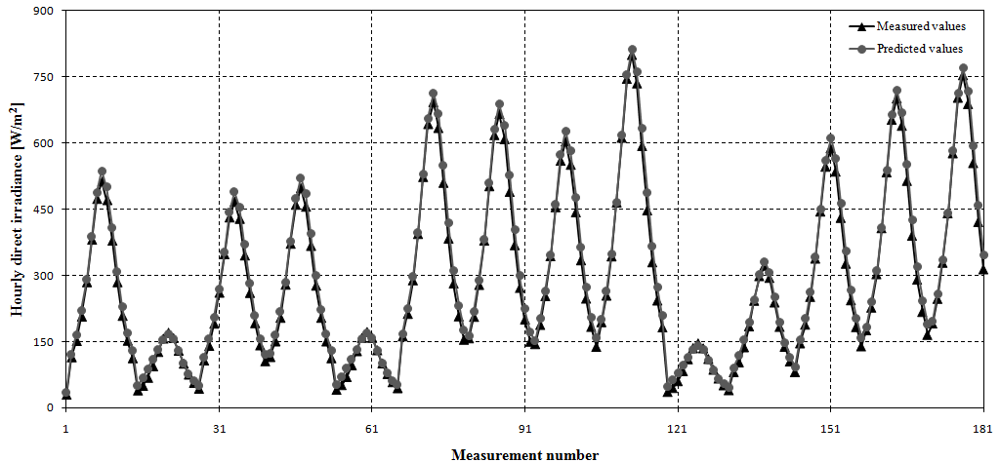 900
750
600
450
300
150
0
Hourly direct irradiance [W/m²]
Measured values
Predicted values
1 31 61 91 121 151 181
Measurement number